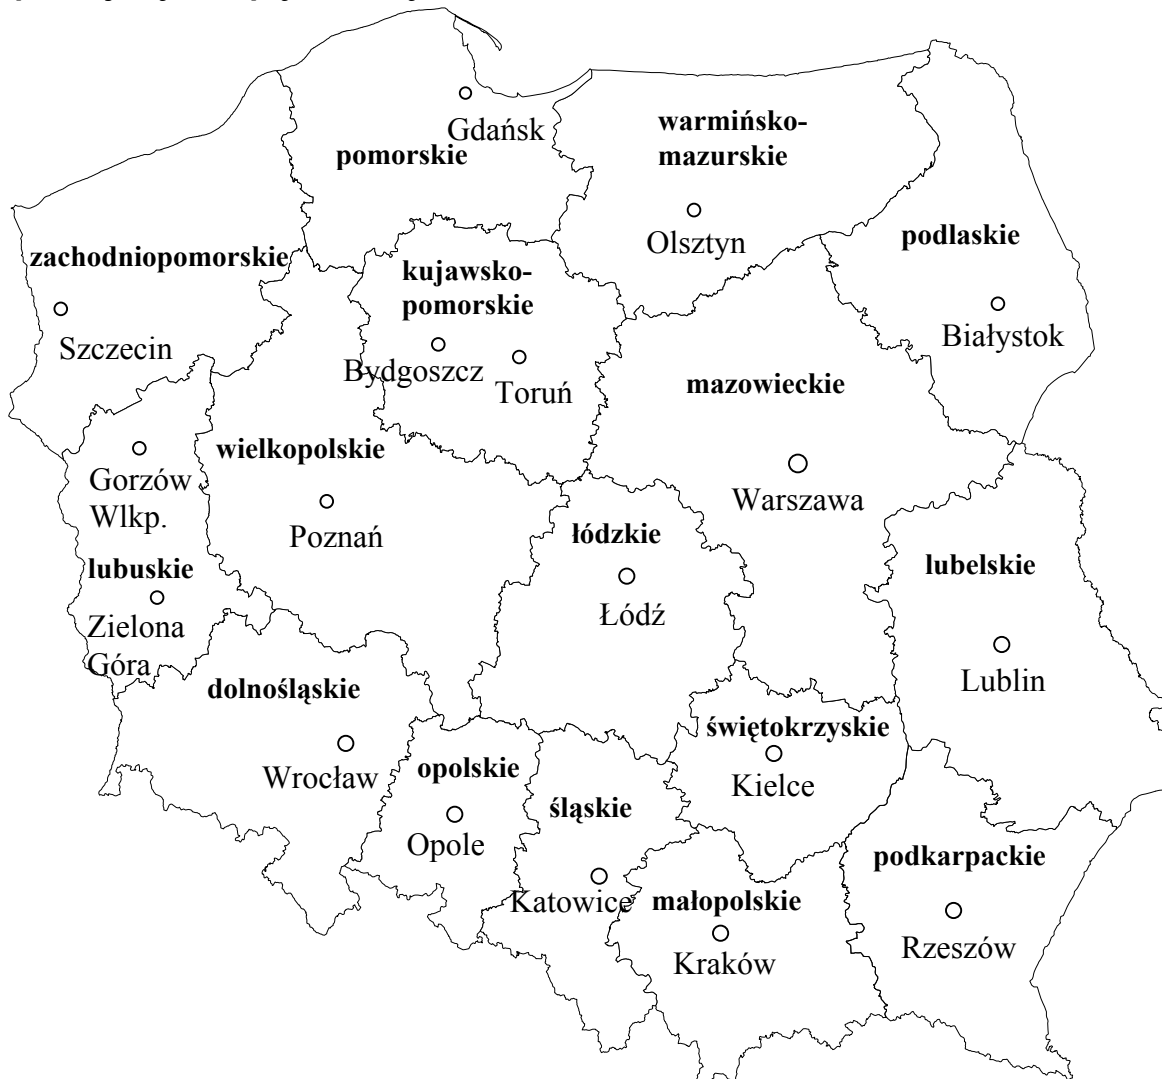 Gdańsk
pomorskie
warmińsko-
mazurskie
Olsztyn
zachodniopomorskie
Szczecin
kujawsko-
pomorskie
Bydgoszcz
Toruń
podlaskie
Białystok
mazowieckie
Warszawa
wielkopolskie
Poznań
Gorzów
Wlkp.
lubuskie
Zielona
Góra
łódzkie
Łódź
lubelskie
Lublin
dolnośląskie
Wrocław
opolskie
Opole
śląskie
Katowice
świętokrzyskie
Kielce
małopolskie
Kraków
podkarpackie
Rzeszów